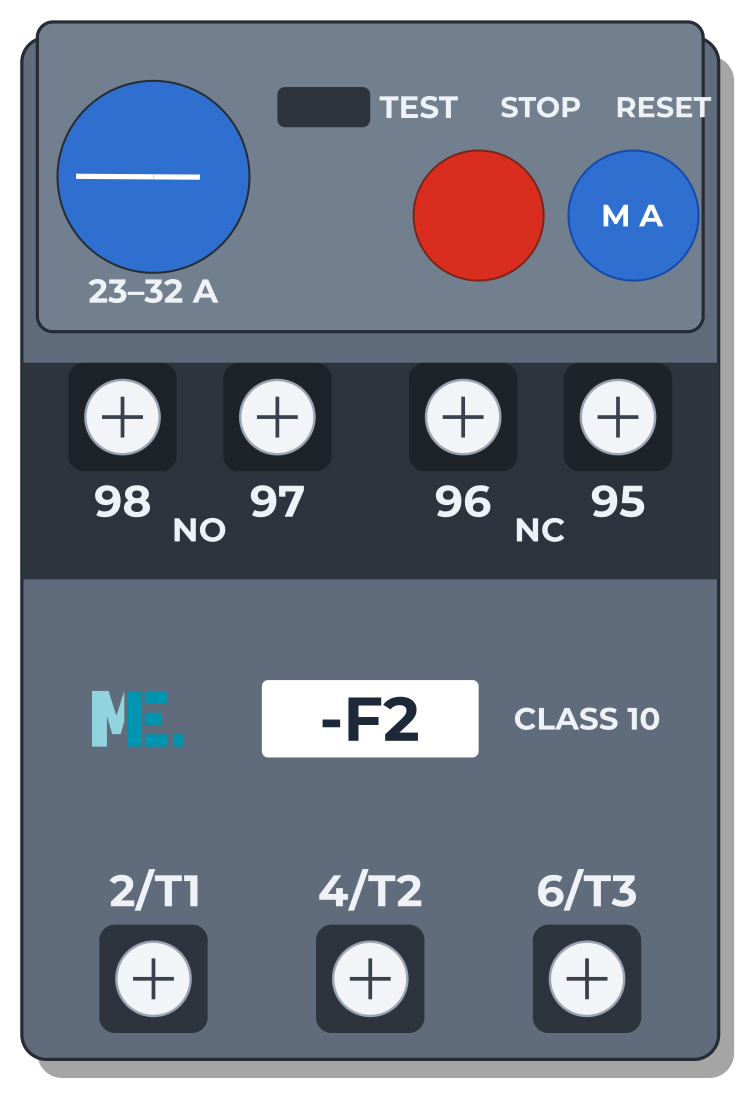 TEST STOP RESET
M A
23–32 A
98 97 96 95
NO NC
ME.
-F2
CLASS 10
2/T1 4/T2 6/T3